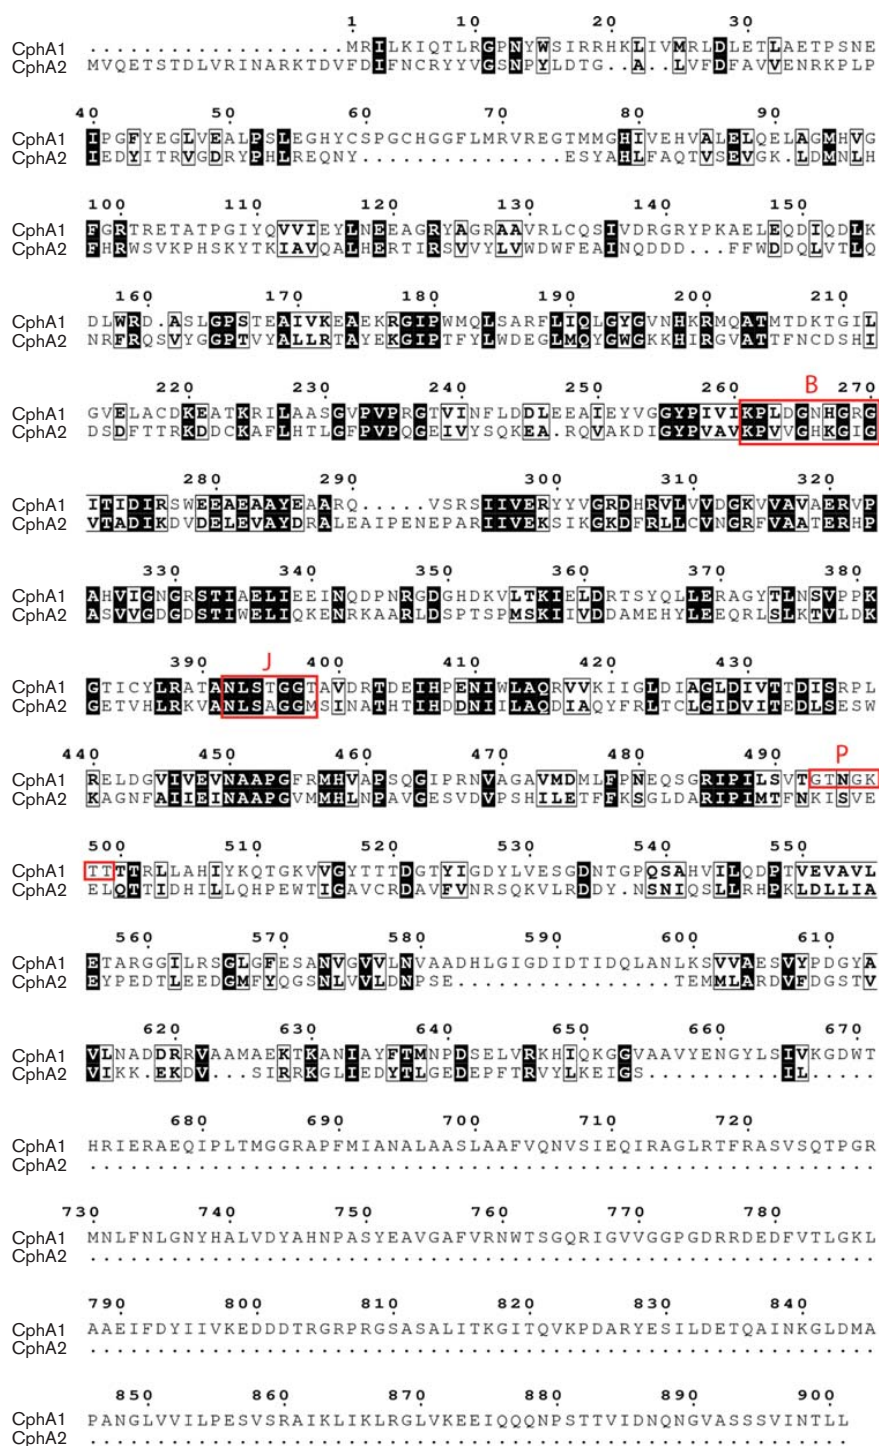 1 10 20 30
CphA1 ...................MRILKIQTLRGPNYWSIRRHKLIVMRLDLETLAETPSNE
CphA2 MVQETSTDLVRINARKTDVFDIFNCRYYVGSNPYLDTG..A..LVFDFAVVENRKPLP
40 50 60 70 80 90
CphA1 IPGFYEGLVEALPSLEGHYCSPGCHGGFLMRVREGTMMGHIVEHVALELQELAGMHVG
CphA2 IEDYITRVGDRYPHLREQNY...............ESYAHLFAQTVSEVGK.LDMNLH
100 110 120 130 140 150
CphA1 FGRTRETATPGIYQVVIEYLNEEAGRYAGRAAVRLCQSIVDRGRYPKAELEQDIQDLK
CphA2 FHRWSVKPHSKYTKIAVQALHERTIRSVVYLVWDWFEAINQDDD...FFWDDQLVTLQ
160 170 180 190 200 210
CphA1 DLWRD.ASLGPSTEAIVKEAEKRGIPWMQLSARFLIQLGYGVNHKRMQATMTDKTGIL
CphA2 NRFRQSVYGGPTVYALLRTAYEKGIPTFYLWDEGLMQYGWGKKHIRGVATTFNCDSHI
B
220 230 240 250 260 270
CphA1 GVELACDKEATKRILAASGVPVPRGTVINFLDDLEEAIEYVGGYPIVIKPLDGNHGRG
CphA2 DSDFTTRKDDCKAFLHTLGFPVPQGEIVYSQKEA.RQVAKDIGYPVAVKPVVGHKGIG
280 290 300 310 320
CphA1 ITIDIRSWEEAEAAYEAARQ.....VSRSIIVERYYVGRDHRVLVVDGKVVAVAERVP
CphA2 VTADIKDVDELEVAYDRALEAIPENEPARIIVEKSIKGKDFRLLCVNGRFVAATERHP
330 340 350 360 370 380
CphA1 AHVIGNGRSTIAELIEEINQDPNRGDGHDKVLTKIELDRTSYQLLERAGYTLNSVPPK
CphA2 ASVVGDGDSTIWELIQKENRKAARLDSPTSPMSKIIVDDAMEHYLEEQRLSLKTVLDK
J
390 400 410 420 430
CphA1 GTICYLRATANLSTGGTAVDRTDEIHPENIWLAQRVVKIIGLDIAGLDIVTTDISRPL
CphA2 GETVHLRKVANLSAGGMSINATHTIHDDNIILAQDIAQYFRLTCLGIDVITEDLSESW
P
440 450 460 470 480 490
CphA1 RELDGVIVEVNAAPGFRMHVAPSQGIPRNVAGAVMDMLFPNEQSGRIPILSVTGTNGK
CphA2 KAGNFAIIEINAAPGVMMHLNPAVGESVDVPSHILETFFKSGLDARIPIMTFNKISVE
500 510 520 530 540 550
CphA1 TTTTRLLAHIYKQTGKVVGYTTTDGTYIGDYLVESGDNTGPQSAHVILQDPTVEVAVL
CphA2 ELQTTIDHILLQHPEWTIGAVCRDAVFVNRSQKVLRDDY.NSNIQSLLRHPKLDLLIA
560 570 580 590 600 610
CphA1 ETARGGILRSGLGFESANVGVVLNVAADHLGIGDIDTIDQLANLKSVVAESVYPDGYA
CphA2 EYPEDTLEEDGMFYQGSNLVVLDNPSE................TEMMLARDVFDGSTV
620 630 640 650 660 670
CphA1 VLNADDRRVAAMAEKTKANIAYFTMNPDSELVRKHIQKGGVAAVYENGYLSIVKGDWT
CphA2 VIKK.EKDV...SIRRKGLIEDYTLGEDEPFTRVYLKEIGS..........IL.....
680 690 700 710 720
CphA1 HRIERAEQIPLTMGGRAPFMIANALAASLAAFVQNVSIEQIRAGLRTFRASVSQTPGR
CphA2 ..........................................................
730 740 750 760 770 780
CphA1 MNLFNLGNYHALVDYAHNPASYEAVGAFVRNWTSGQRIGVVGGPGDRRDEDFVTLGKL
CphA2 ..........................................................
790 800 810 820 830 840
CphA1 AAEIFDYIIVKEDDDTRGRPRGSASALITKGITQVKPDARYESILDETQAINKGLDMA
CphA2 ..........................................................
850 860 870 880 890 900
CphA1 PANGLVVILPESVSRAIKLIKLRGLVKEEIQQQNPSTTVIDNQNGVASSSVINTLL
CphA2 ........................................................